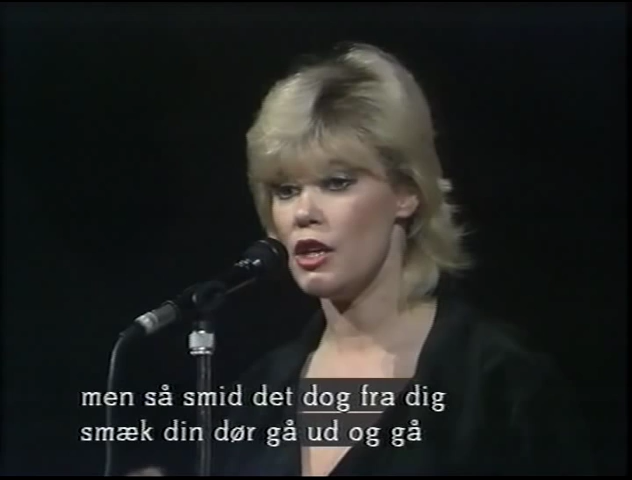 men så smid det dog fra dig
smæk din dør gå ud og gå